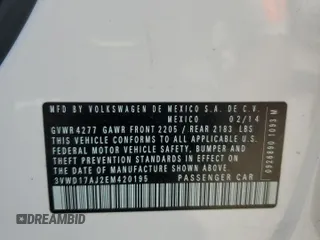 MFD BY VOLKSWAGEN DE MEXICO S.A. DE C.V.
MEXICO 02/14
GVWR 4277 GAWR FRONT 2205 / REAR 2183 LBS
THIS VEHICLE CONFORMS TO ALL APPLICABLE U.S.
FEDERAL MOTOR VEHICLE SAFETY, BUMPER, AND
THEFT PREVENTION STANDARDS IN EFFECT ON THE
DATE OF MANUFACTURE SHOWN ABOVE.
3VWD17AJ2EM420195 PASSENGER CAR
DREAMBID